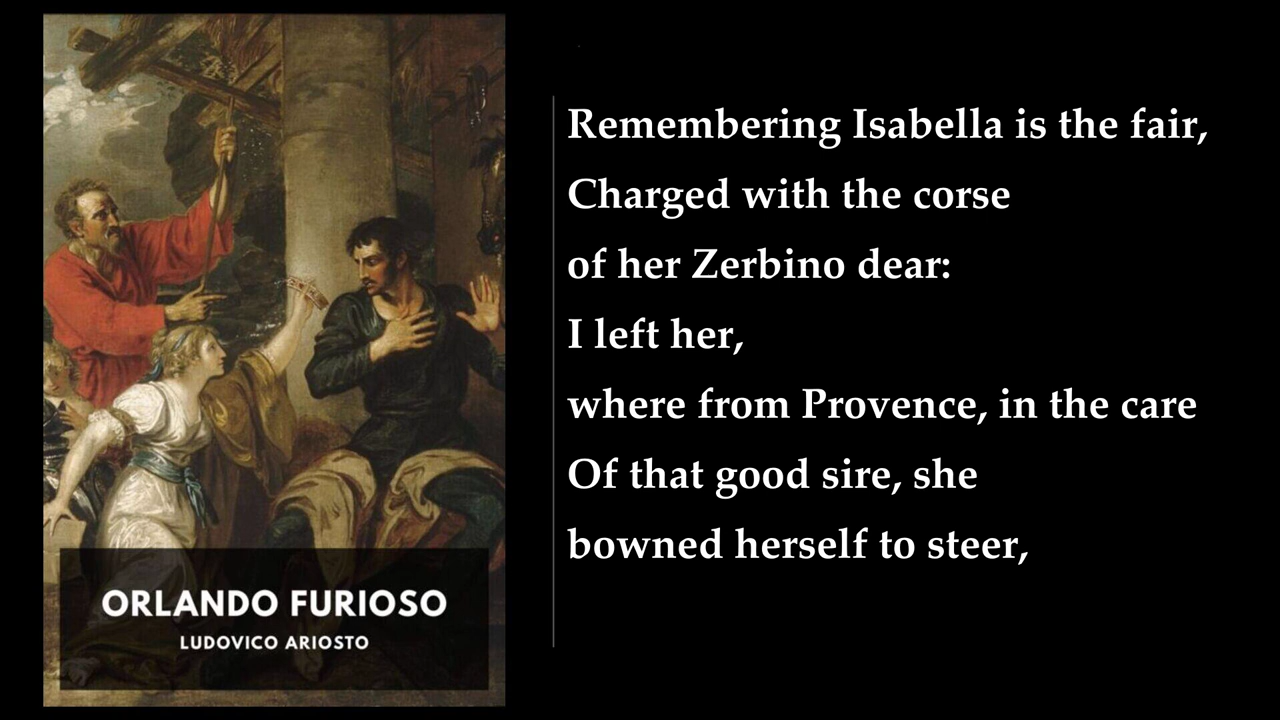 Remembering Isabella is the fair,
Charged with the corse
of her Zerbino dear:
I left her,
where from Provence, in the care
Of that good sire, she
bowned herself to steer,
ORLANDO FURIOSO
LUDOVICO ARIOSTO